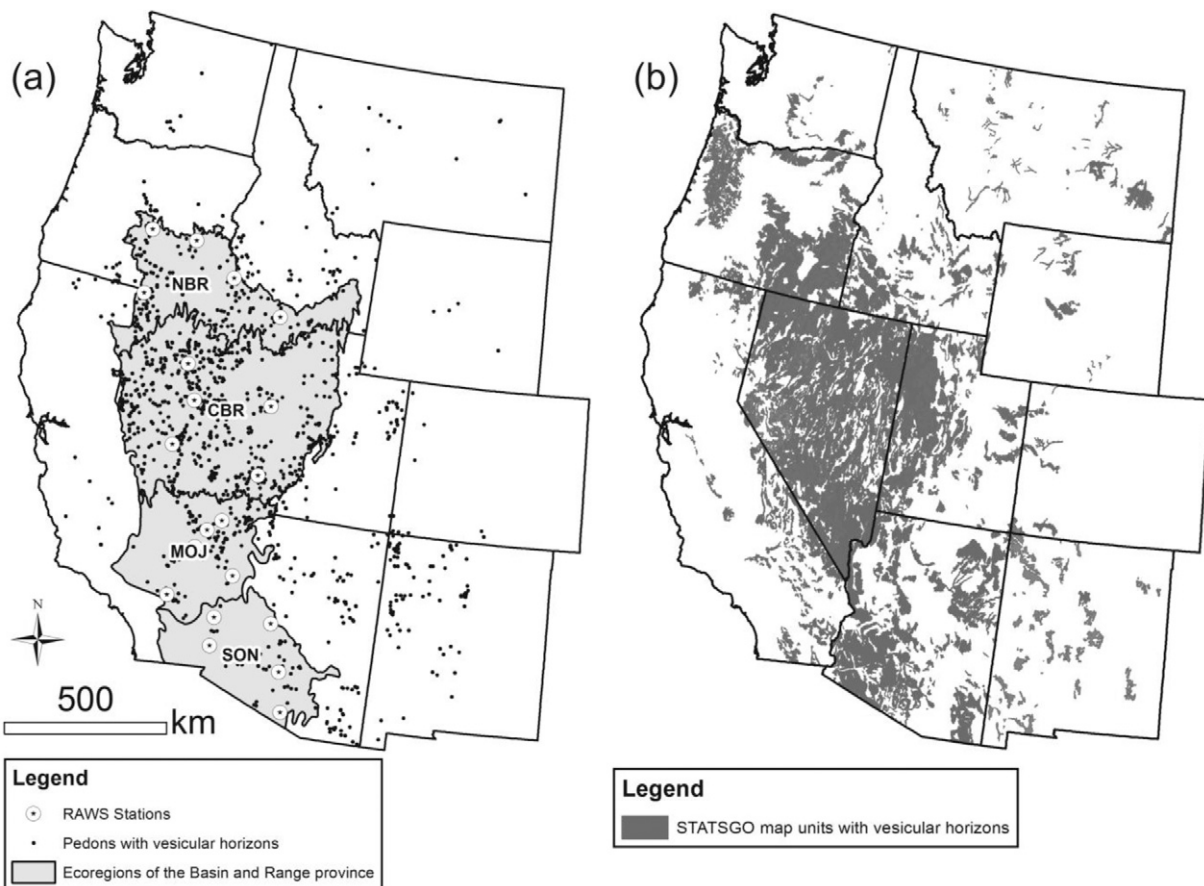 (a)
NBR
CBR
MOJ
SON
N
500
km
Legend
RAWS Stations
Pedons with vesicular horizons
Ecoregions of the Basin and Range province
(b)
Legend
STATSGO map units with vesicular horizons